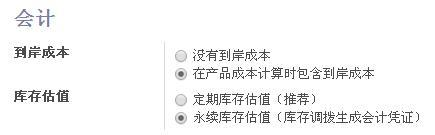 会计
到岸成本
没有到岸成本
在产品成本计算时包含到岸成本
库存估值
定期库存估值（推荐）
永续库存估值（库存调拨生成会计凭证）